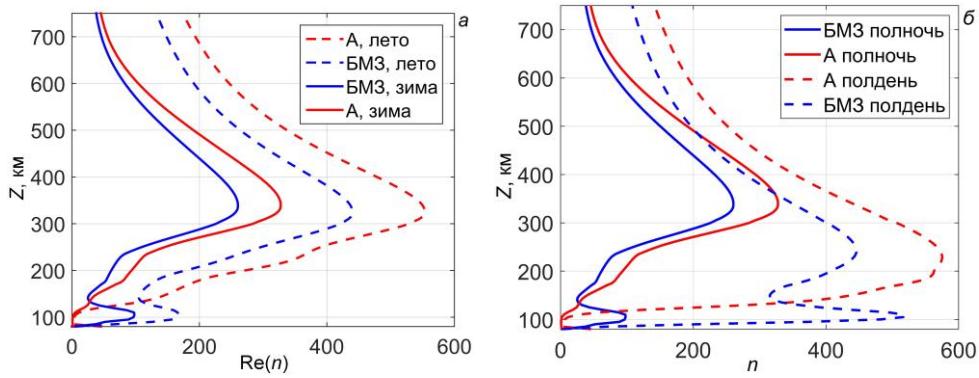 а
700
600
500
400
300
200
100
Z, км
А, лето
БМЗ, лето
БМЗ, зима
А, зима
0
200
400
600
Re(n)
б
700
600
500
400
300
200
100
Z, км
БМЗ полночь
А полночь
А полдень
БМЗ полдень
0
200
400
600
n